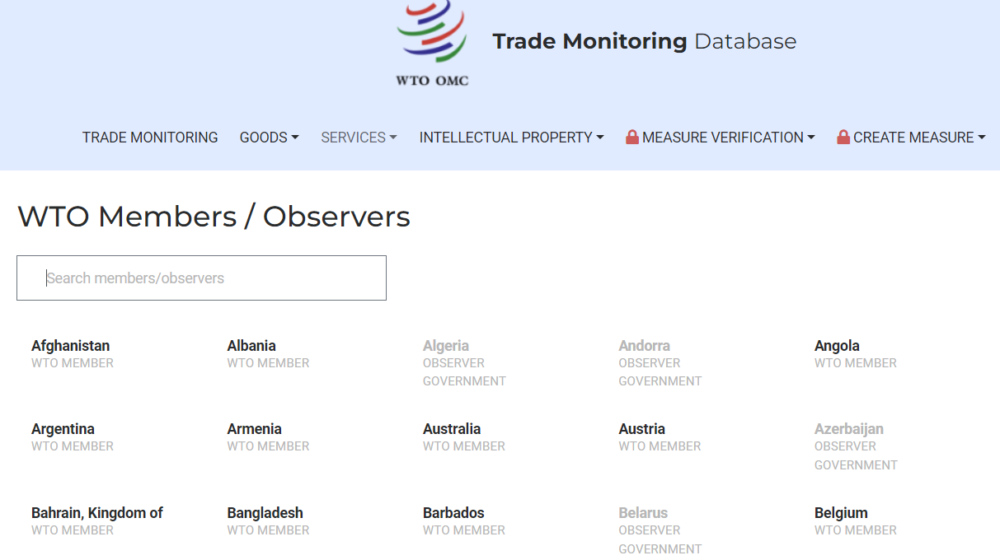 WTO OMC
Trade Monitoring Database
TRADE MONITORING GOODS SERVICES INTELLECTUAL PROPERTY MEASURE VERIFICATION CREATE MEASURE
WTO Members / Observers
Search members/observers
Afghanistan
WTO MEMBER
Albania
WTO MEMBER
Algeria
OBSERVER
GOVERNMENT
Andorra
OBSERVER
GOVERNMENT
Angola
WTO MEMBER
Argentina
WTO MEMBER
Armenia
WTO MEMBER
Australia
WTO MEMBER
Austria
WTO MEMBER
Azerbaijan
OBSERVER
GOVERNMENT
Bahrain, Kingdom of
WTO MEMBER
Bangladesh
WTO MEMBER
Barbados
WTO MEMBER
Belarus
OBSERVER
GOVERNMENT
Belgium
WTO MEMBER